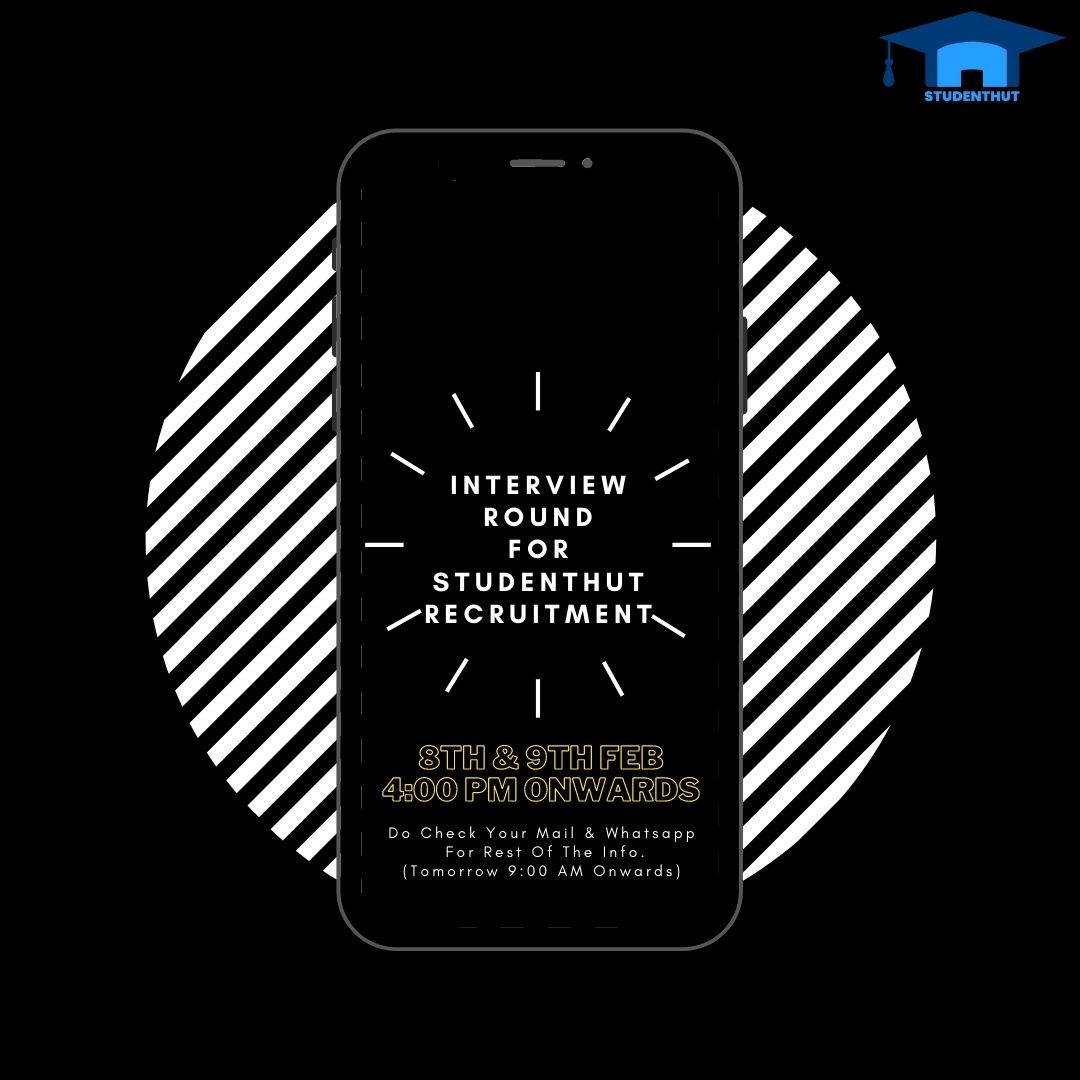 STUDENTHUT
INTERVIEW
ROUND
FOR
STUDENTHUT
RECRUITMENT
8TH & 9TH FEB
4:00 PM ONWARDS
Do Check Your Mail & Whatsapp
For Rest Of The Info.
(Tomorrow 9:00 AM Onwards)